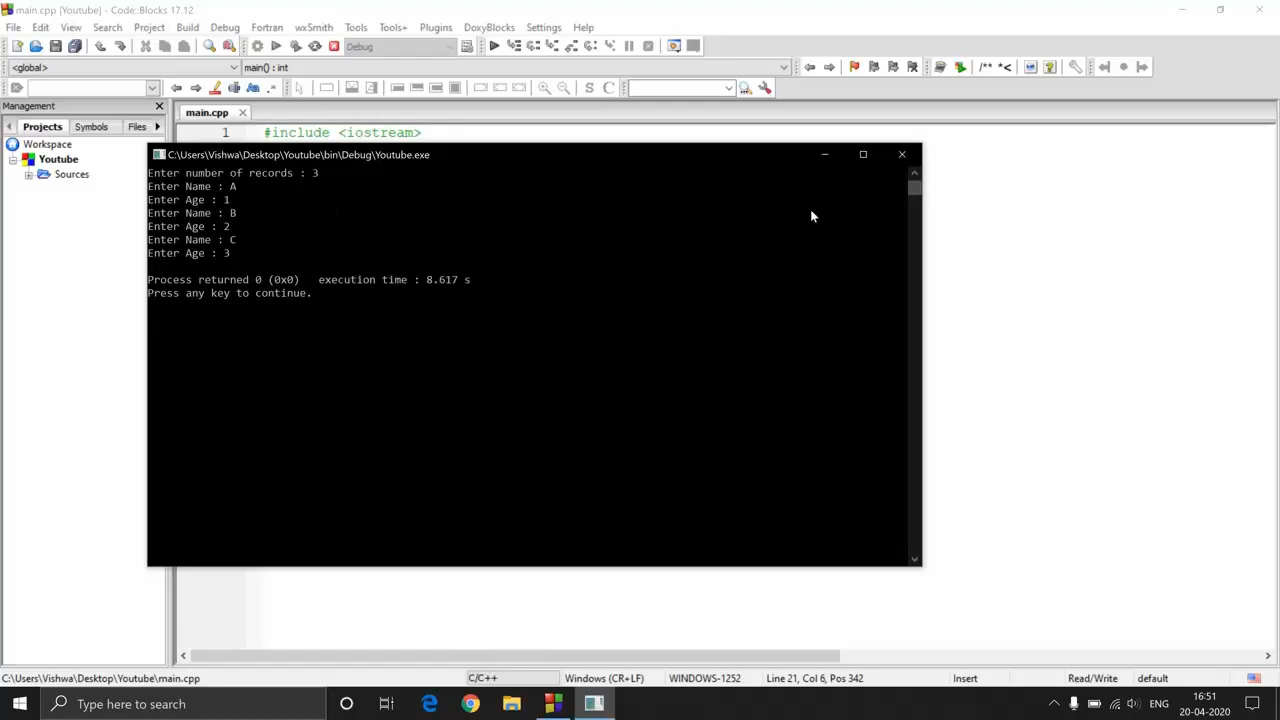 main.cpp [Youtube] - Code::Blocks 17.12
File Edit View Search Project Build Debug Fortran wxSmith Tools Tools+ Plugins DoxyBlocks Settings Help
Debug
<global> main() : int
/** *<
S C
Management
main.cpp
Projects Symbols Files
1 #include <iostream>
Workspace
Youtube
Sources
C:\Users\Vishwa\Desktop\Youtube\bin\Debug\Youtube.exe
Enter number of records : 3
Enter Name : A
Enter Age : 1
Enter Name : B
Enter Age : 2
Enter Name : C
Enter Age : 3
Process returned 0 (0x0)   execution time : 8.617 s
Press any key to continue.
C:\Users\Vishwa\Desktop\Youtube\main.cpp C/C++ Windows (CR+LF) WINDOWS-1252 Line 21, Col 6, Pos 342 Insert Read/Write default
Type here to search
ENG
16:51
20-04-2020